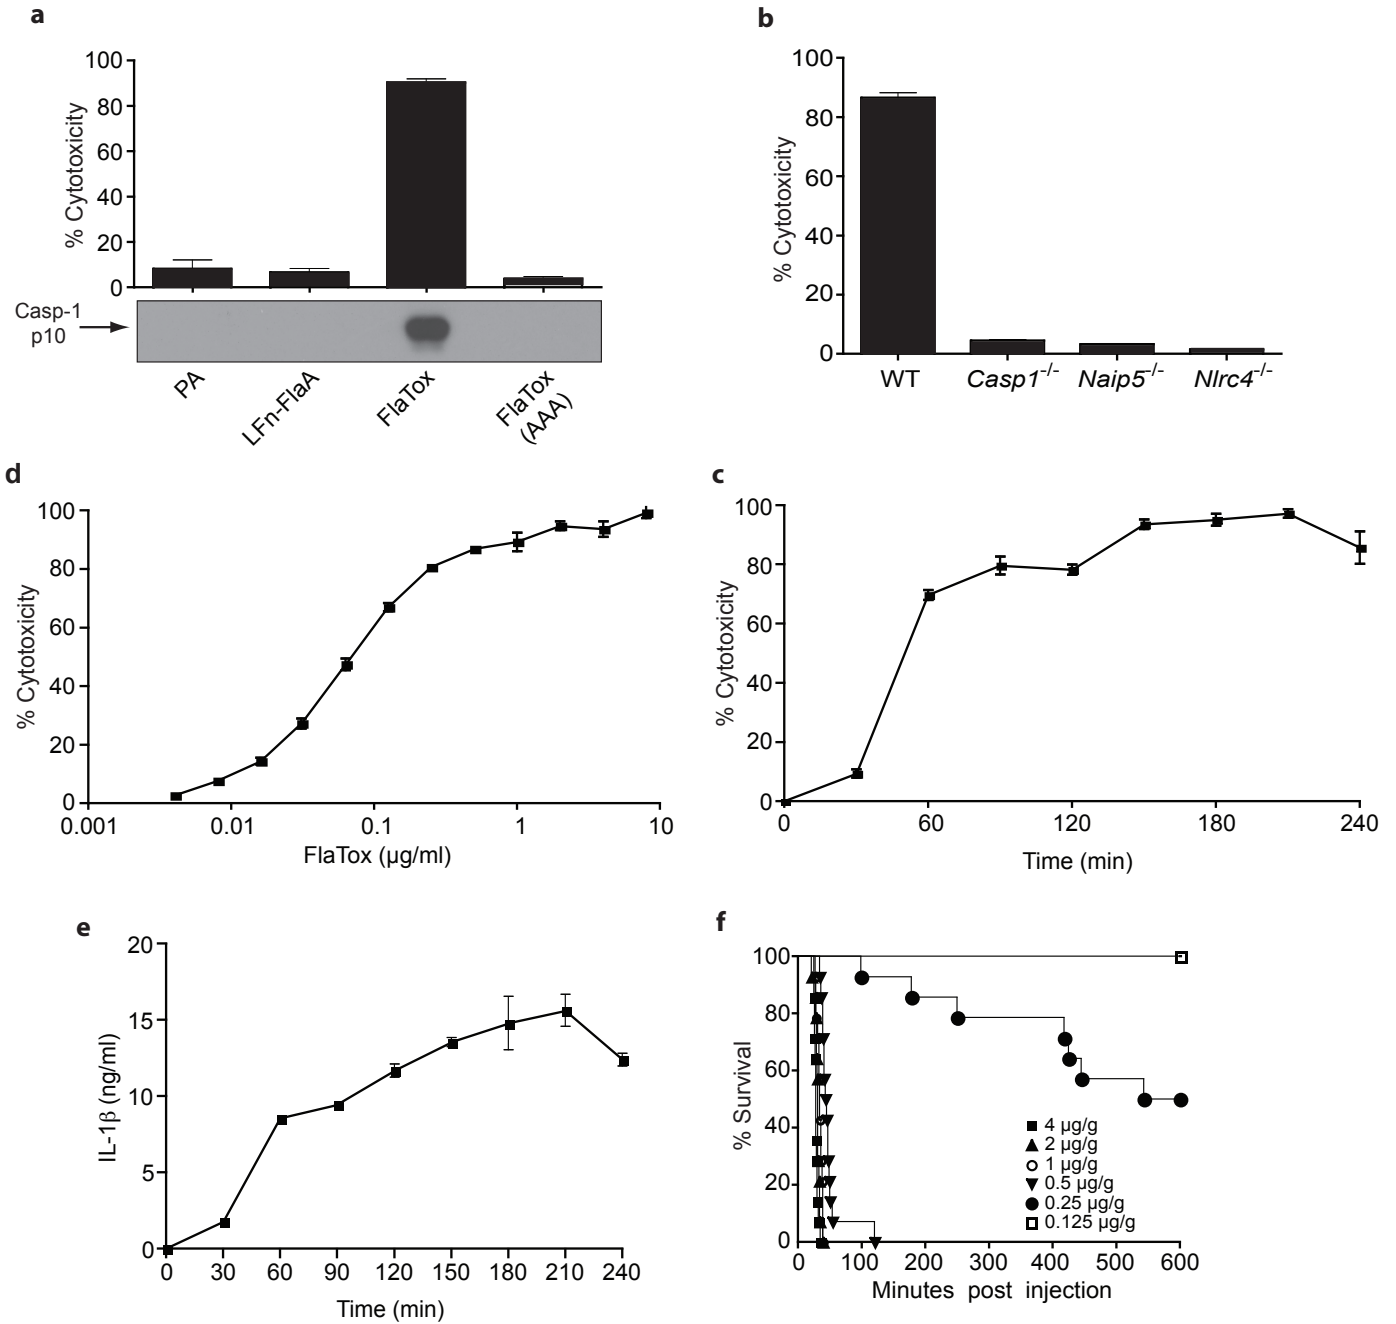 a
% Cytotoxicity
100
80
60
40
20
0
Casp-1
p10
PA
LFn-FlaA
FlaTox
FlaTox
(AAA)
b
% Cytotoxicity
100
80
60
40
20
0
WT
Casp1-/-
Naip5-/-
Nlrc4-/-
d
% Cytotoxicity
100
80
60
40
20
0
0.001
0.01
0.1
1
10
FlaTox (µg/ml)
c
% Cytotoxicity
100
80
60
40
20
0
0
60
120
180
240
Time (min)
e
IL-1β (ng/ml)
20
15
10
5
0
0
30
60
90
120
150
180
210
240
Time (min)
f
% Survival
100
80
60
40
20
0
4 µg/g
2 µg/g
1 µg/g
0.5 µg/g
0.25 µg/g
0.125 µg/g
0
100
200
300
400
500
600
Minutes post injection